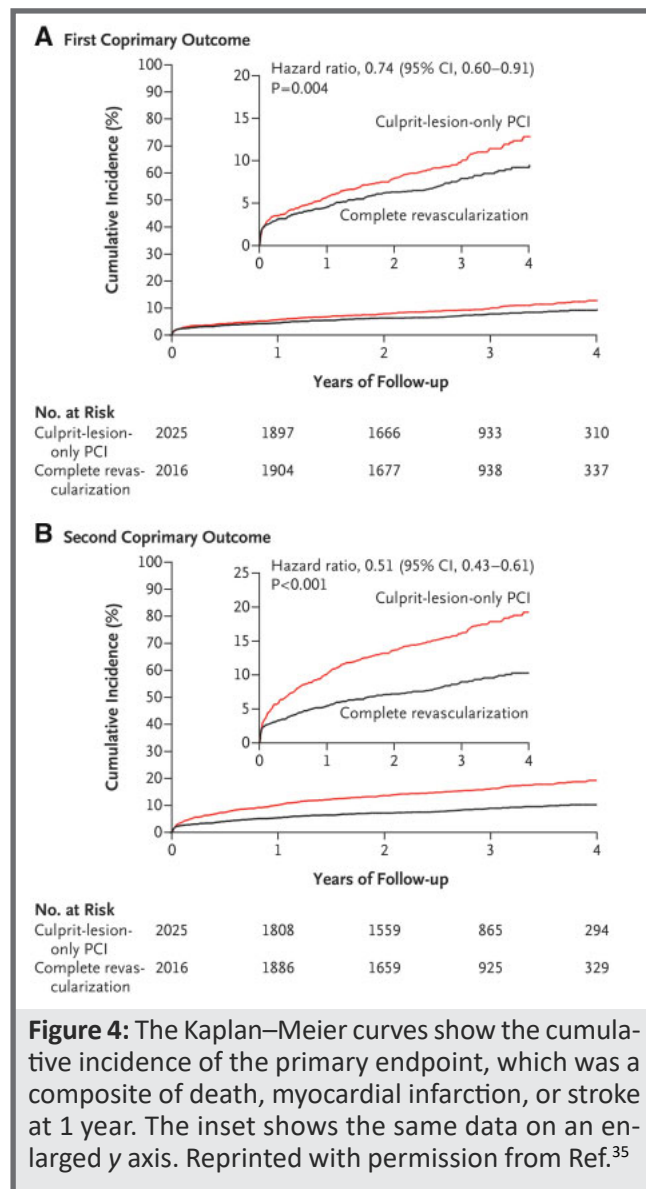 A First Coprimary Outcome
Hazard ratio, 0.74 (95% CI, 0.60–0.91)
P=0.004
Culprit-lesion-only PCI
Complete revascularization
20
15
10
5
0
0 1 2 3 4
Cumulative Incidence (%)
100
90
80
70
60
50
40
30
20
10
0
0 1 2 3 4
Years of Follow-up
No. at Risk
Culprit-lesion- 2025 1897 1666 933 310
only PCI
Complete revas- 2016 1904 1677 938 337
cularization
B Second Coprimary Outcome
Hazard ratio, 0.51 (95% CI, 0.43–0.61)
P<0.001
Culprit-lesion-only PCI
Complete revascularization
25
20
15
10
5
0
0 1 2 3 4
Cumulative Incidence (%)
100
90
80
70
60
50
40
30
20
10
0
0 1 2 3 4
Years of Follow-up
No. at Risk
Culprit-lesion- 2025 1808 1559 865 294
only PCI
Complete revas- 2016 1886 1659 925 329
cularization
Figure 4: The Kaplan–Meier curves show the cumula-
tive incidence of the primary endpoint, which was a
composite of death, myocardial infarction, or stroke
at 1 year. The inset shows the same data on an en-
larged y axis. Reprinted with permission from Ref.³⁵